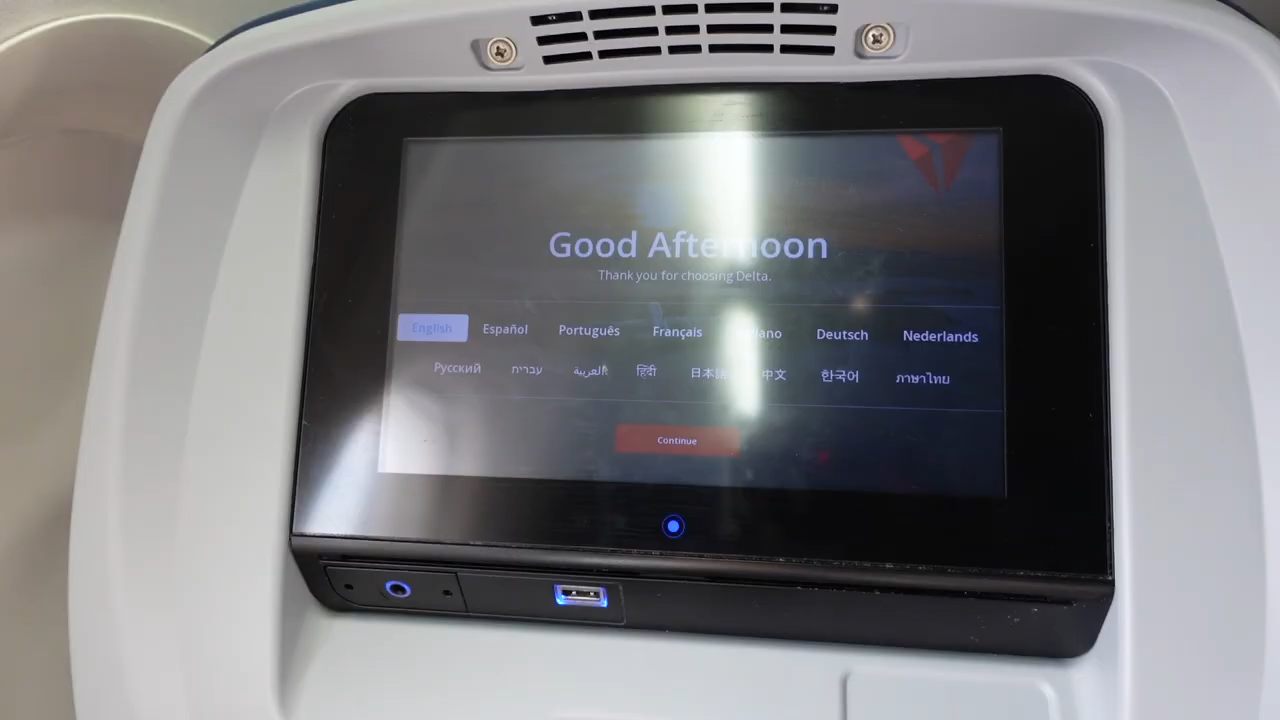 Good Afternoon
Thank you for choosing Delta.
English Español Português Français Deutsch Nederlands
Русский עברית العربية हिंदी 日本語 中文 한국어 ภาษาไทย
Continue